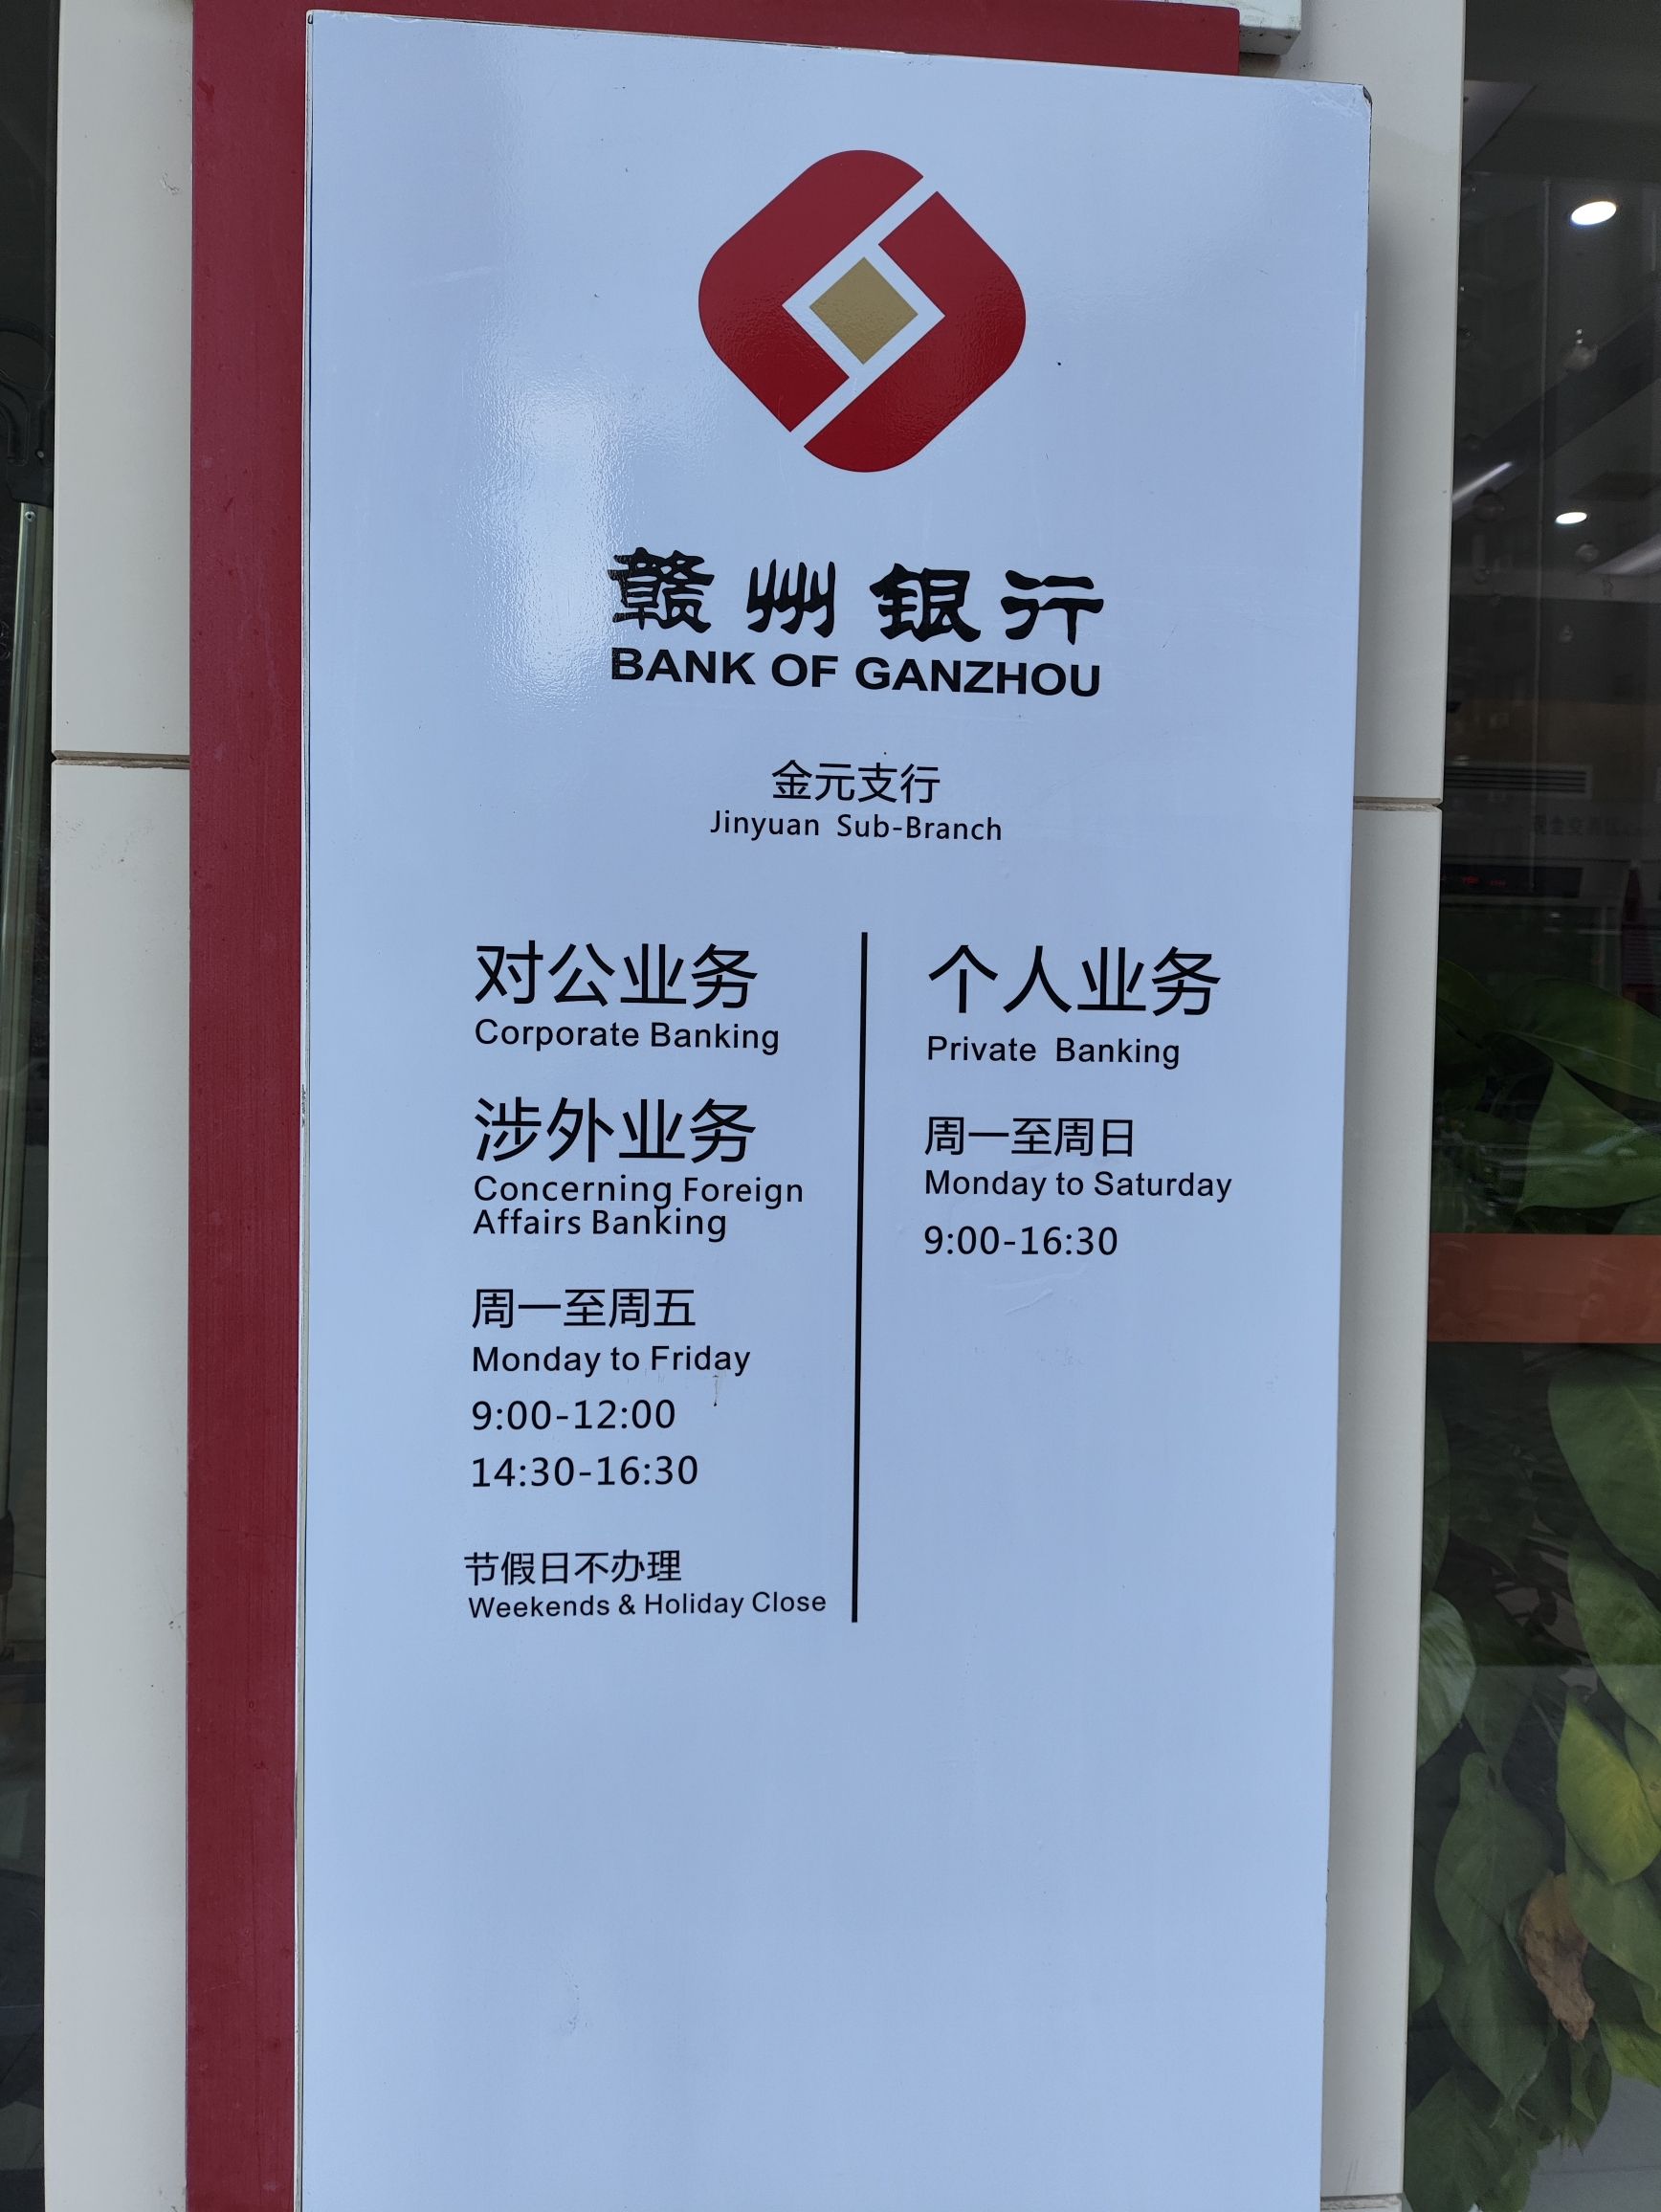 赣州银行
BANK OF GANZHOU
金元支行
Jinyuan Sub-Branch
对公业务
Corporate Banking
涉外业务
Concerning Foreign
Affairs Banking
周一至周五
Monday to Friday
9:00-12:00
14:30-16:30
节假日不办理
Weekends & Holiday Close
个人业务
Private Banking
周一至周日
Monday to Saturday
9:00-16:30